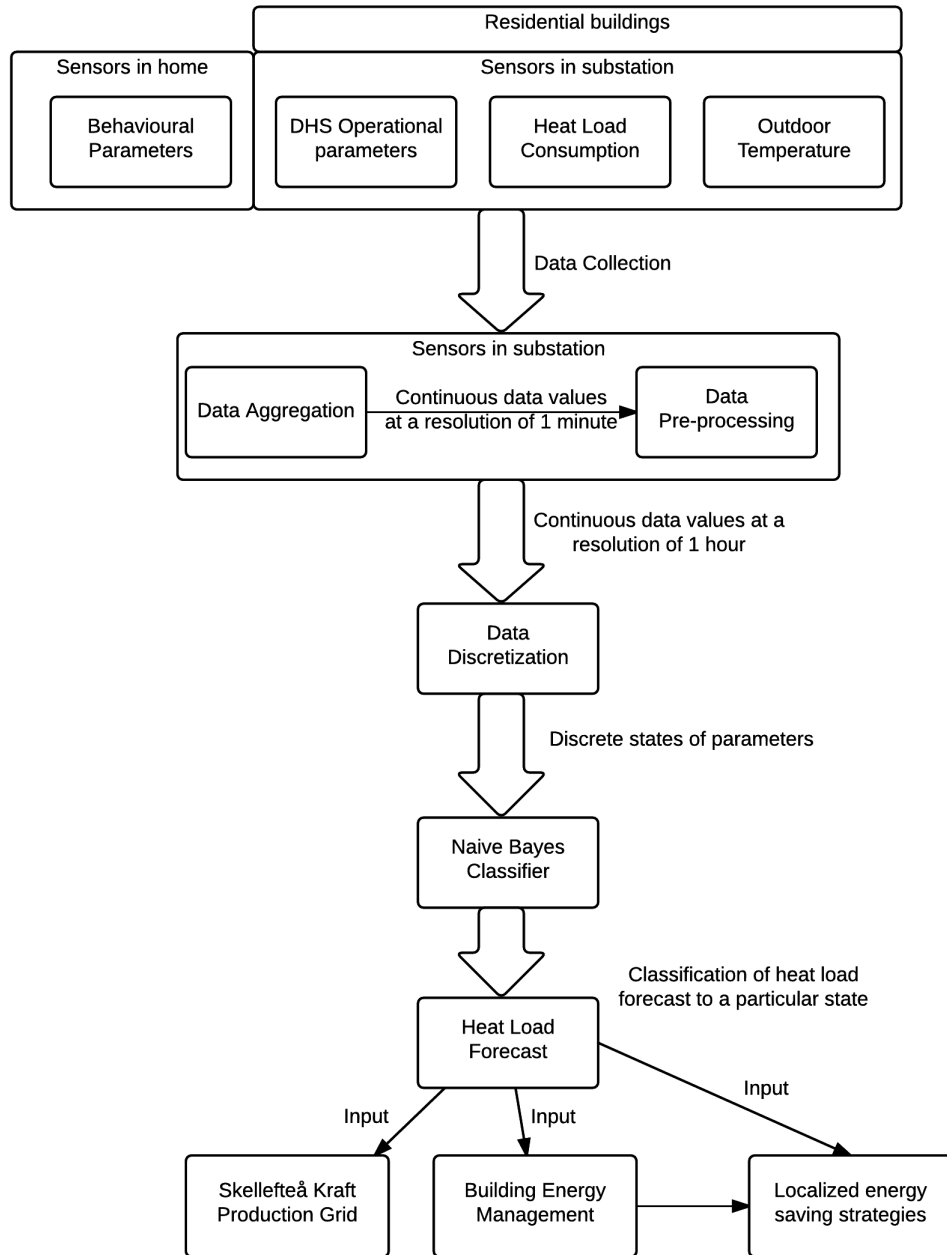 Residential buildings
Sensors in home
Sensors in substation
Behavioural
Parameters
DHS Operational
parameters
Heat Load
Consumption
Outdoor
Temperature
Data Collection
Sensors in substation
Data Aggregation
Continuous data values
at a resolution of 1 minute
Data
Pre-processing
Continuous data values at a
resolution of 1 hour
Data
Discretization
Discrete states of parameters
Naive Bayes
Classifier
Classification of heat load
forecast to a particular state
Heat Load
Forecast
Input
Input
Input
Skellefteå Kraft
Production Grid
Building Energy
Management
Localized energy
saving strategies